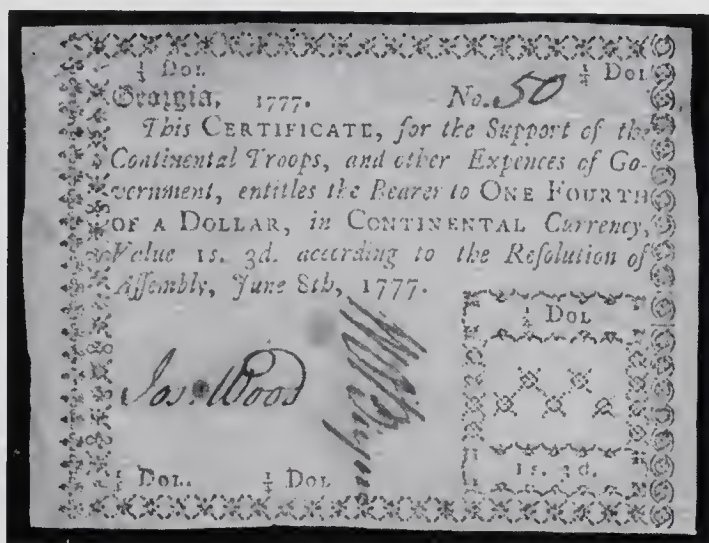 ¼ Dol ¼ Dol
Georgia, 1777. No. 50
This CERTIFICATE, for the Support of the
Continental Troops, and other Expences of Go-
vernment, entitles the Bearer to ONE FOURTH
OF A DOLLAR, in CONTINENTAL Currency,
Value 1s. 3d. according to the Reſolution of
Aſſembly, June 8th, 1777.
¼ Dol
Jos. Wood
1s. 3d.
¼ Dol. ¼ Dol